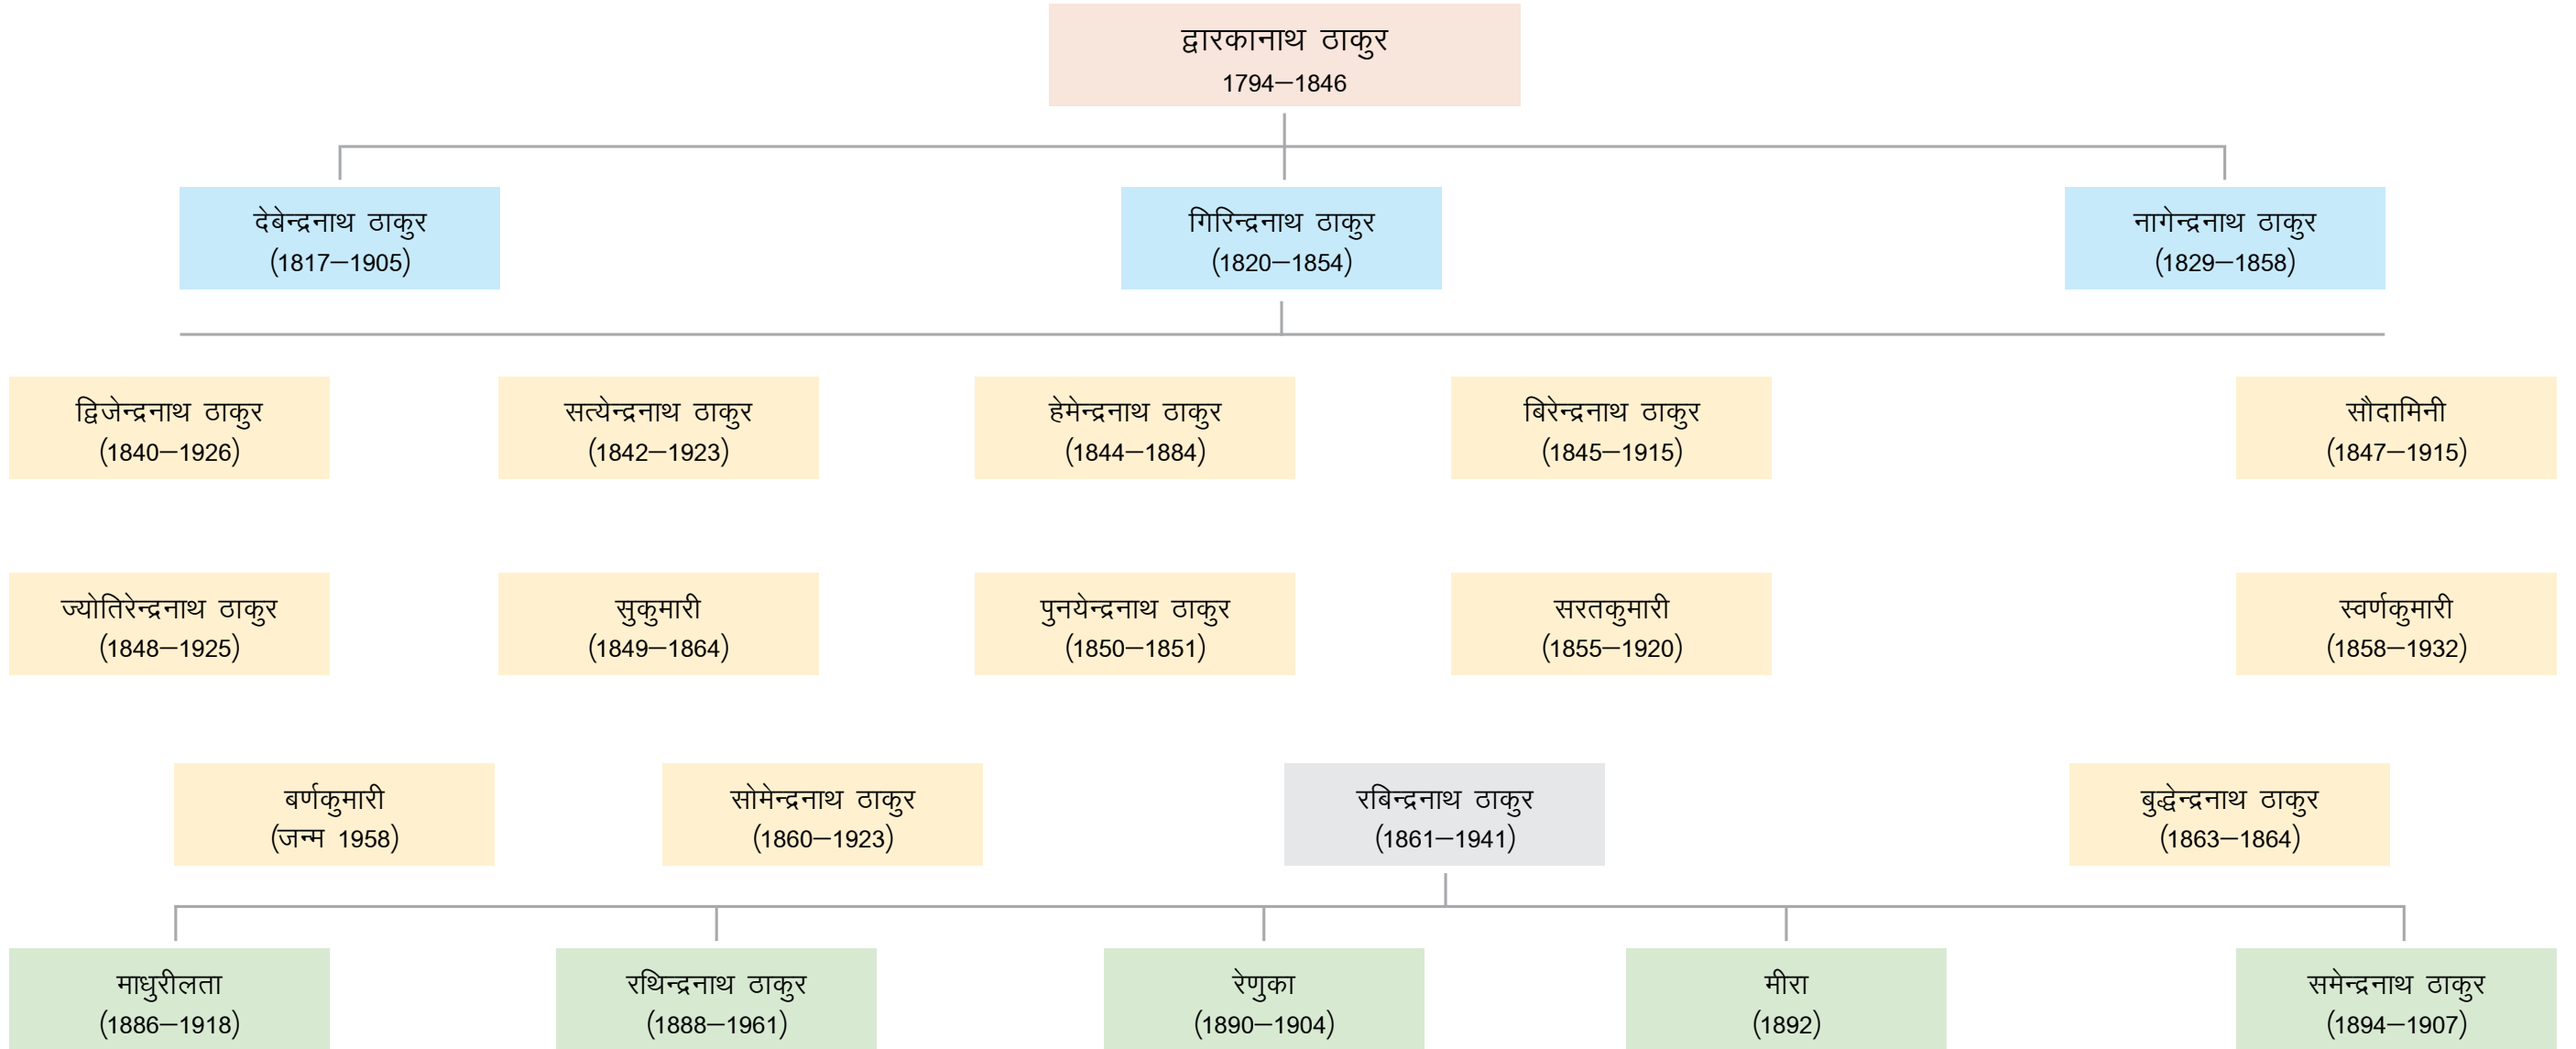 द्वारकानाथ ठाकुर
1794–1846
देबेन्द्रनाथ ठाकुर
(1817–1905)
गिरिन्द्रनाथ ठाकुर
(1820–1854)
नागेन्द्रनाथ ठाकुर
(1829–1858)
द्विजेन्द्रनाथ ठाकुर
(1840–1926)
सत्येन्द्रनाथ ठाकुर
(1842–1923)
हेमेन्द्रनाथ ठाकुर
(1844–1884)
बिरेन्द्रनाथ ठाकुर
(1845–1915)
सौदामिनी
(1847–1915)
ज्योतिरेन्द्रनाथ ठाकुर
(1848–1925)
सुकुमारी
(1849–1864)
पुनयेन्द्रनाथ ठाकुर
(1850–1851)
सरतकुमारी
(1855–1920)
स्वर्णकुमारी
(1858–1932)
बर्णकुमारी
(जन्म 1958)
सोमेन्द्रनाथ ठाकुर
(1860–1923)
रबिन्द्रनाथ ठाकुर
(1861–1941)
बुद्धेन्द्रनाथ ठाकुर
(1863–1864)
माधुरीलता
(1886–1918)
रथिन्द्रनाथ ठाकुर
(1888–1961)
रेणुका
(1890–1904)
मीरा
(1892)
समेन्द्रनाथ ठाकुर
(1894–1907)